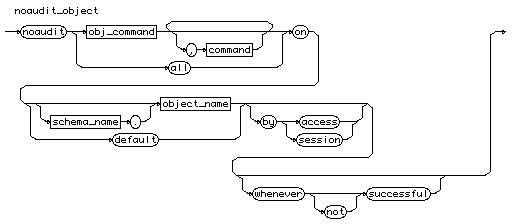 noaudit_object
noaudit obj_command , command on
all
schema_name . object_name by access
default session
whenever successful
not